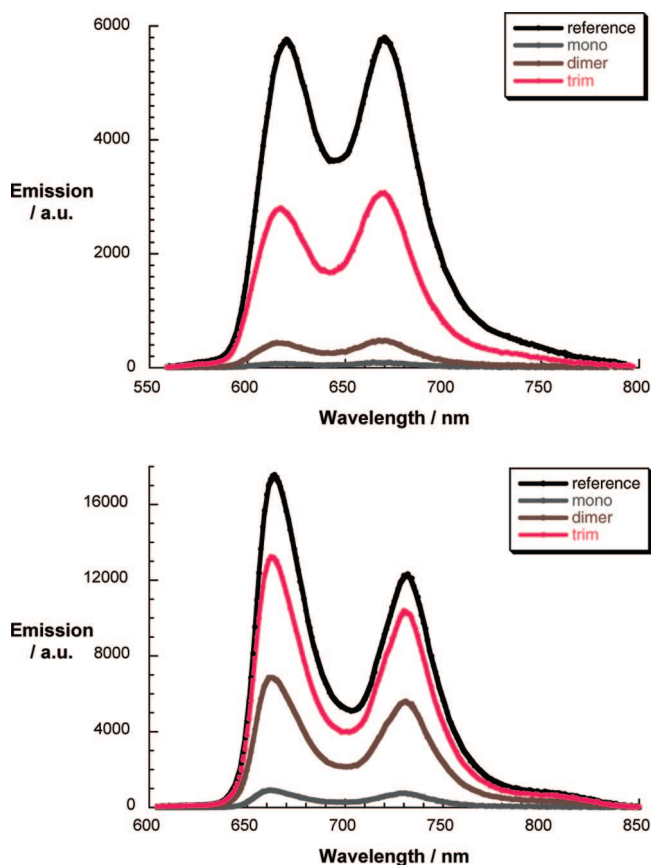 6000
4000
2000
0
Emission
/ a.u.
550 600 650 700 750 800
Wavelength / nm
reference
mono
dimer
trim
16000
12000
8000
4000
0
Emission
/ a.u.
600 650 700 750 800 850
Wavelength / nm
reference
mono
dimer
trim